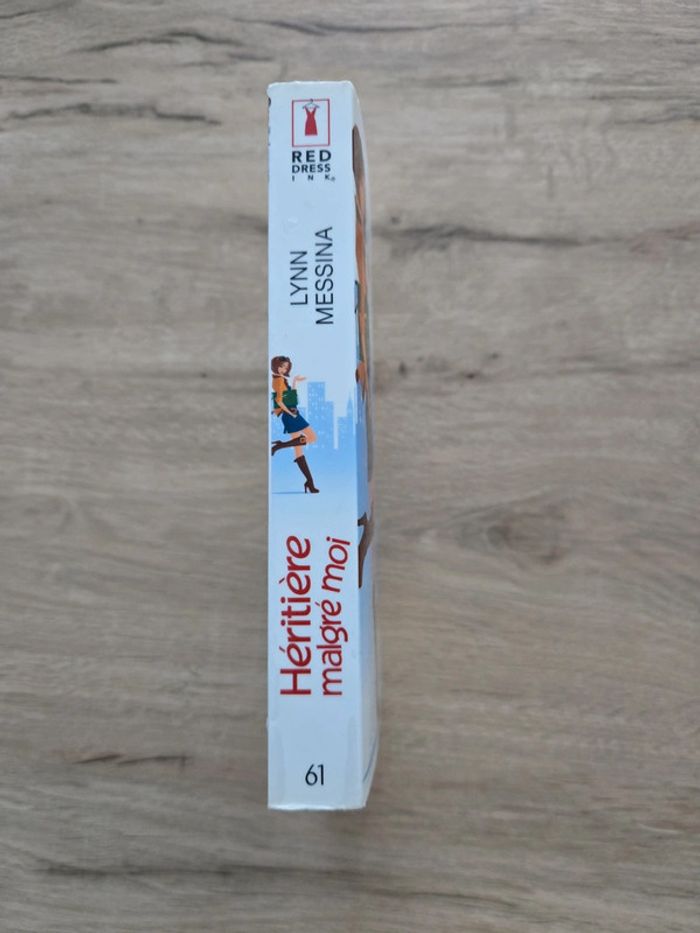 RED
DRESS
INK®
LYNN
MESSINA
Héritière
malgré moi
61